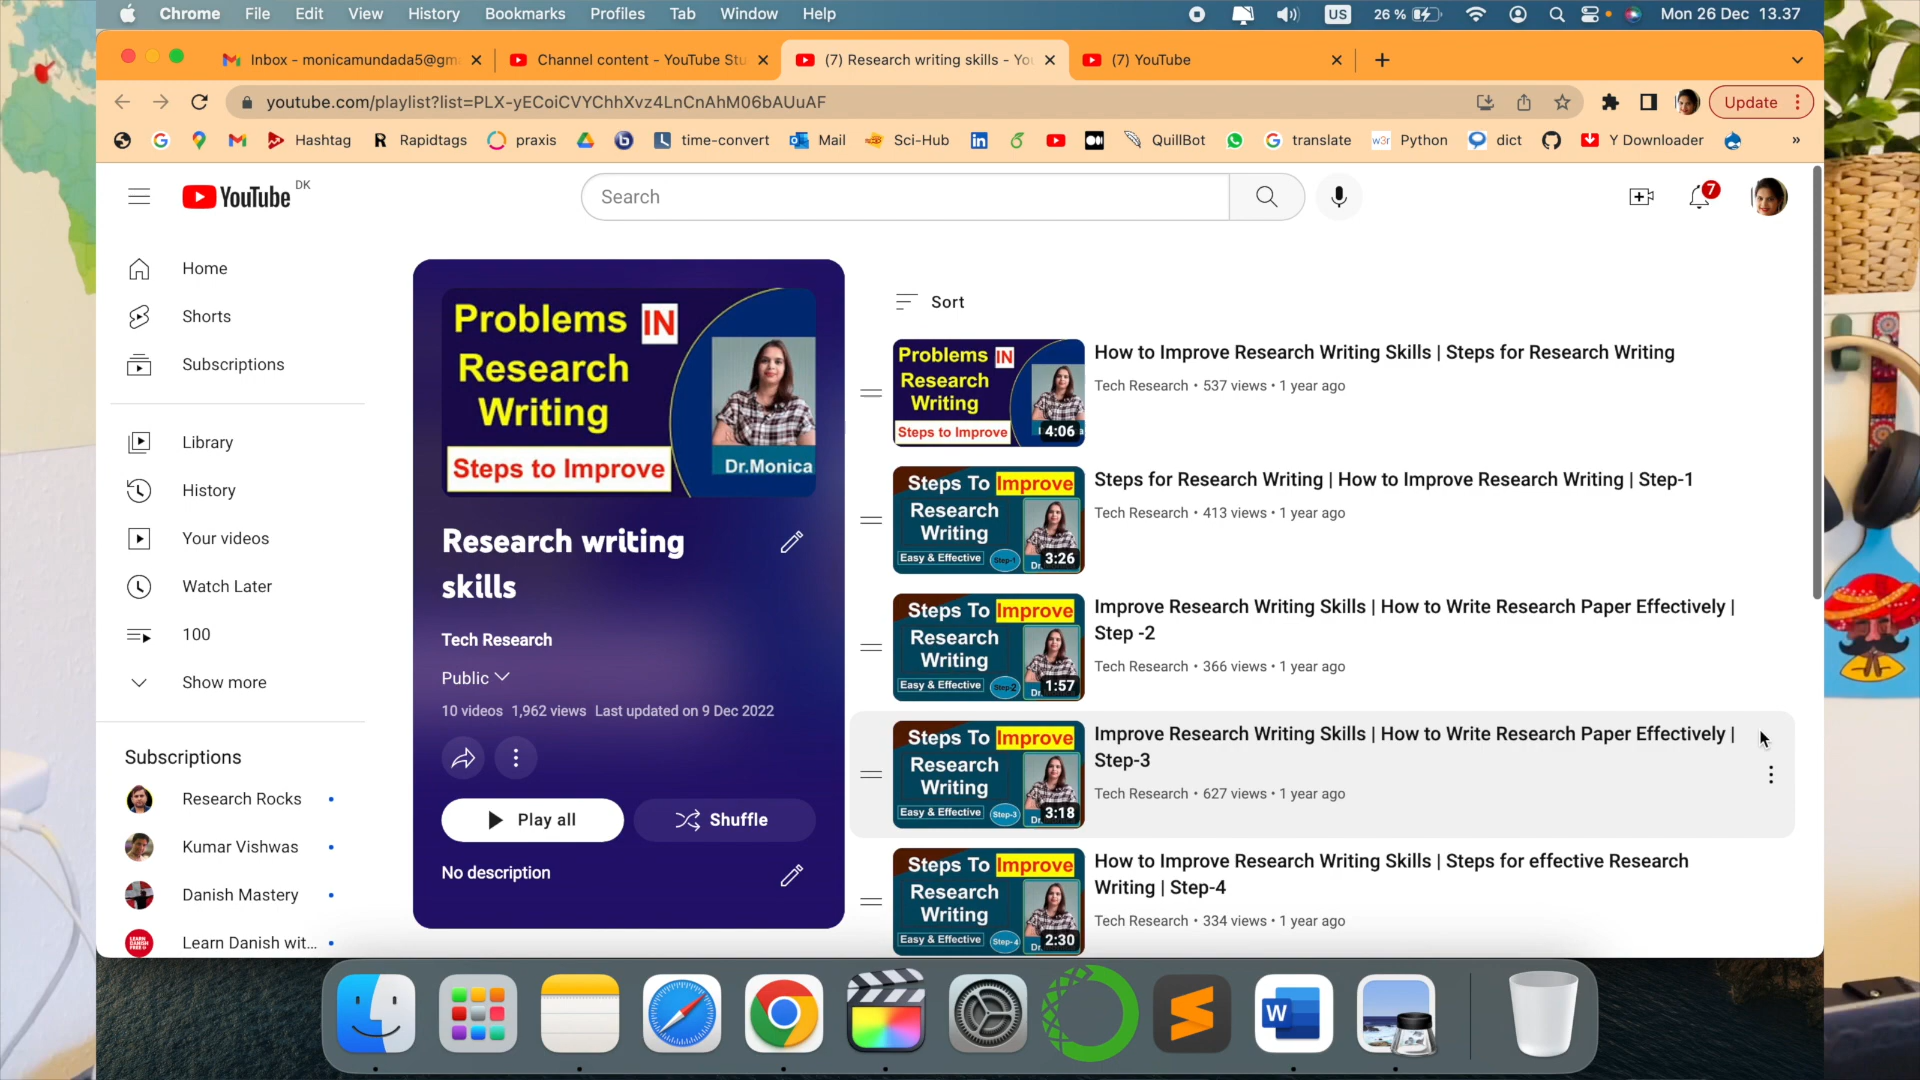 Chrome File Edit View History Bookmarks Profiles Tab Window Help
US 26 % Mon 26 Dec 13.37
Inbox - monicamundada5@gm
Channel content - YouTube Stu
(7) Research writing skills - You
(7) YouTube
youtube.com/playlist?list=PLX-yECoiCVYChhXvz4LnCnAhM06bAUuAF
Update
Hashtag
Rapidtags
praxis
time-convert
Mail
Sci-Hub
QuillBot
translate
Python
dict
Y Downloader
»
YouTube DK
Search
7
Home
Shorts
Subscriptions
Library
History
Your videos
Watch Later
100
Show more
Subscriptions
Research Rocks
Kumar Vishwas
Danish Mastery
Learn Danish wit...
Problems IN
Research
Writing
Steps to Improve
Dr.Monica
Research writing
skills
Tech Research
Public
10 videos 1,962 views Last updated on 9 Dec 2022
Play all
Shuffle
No description
Sort
Problems IN
Research
Writing
Steps to Improve
4:06
How to Improve Research Writing Skills | Steps for Research Writing
Tech Research • 537 views • 1 year ago
Steps To Improve
Research
Writing
Easy & Effective
Step-1
3:26
Steps for Research Writing | How to Improve Research Writing | Step-1
Tech Research • 413 views • 1 year ago
Steps To Improve
Research
Writing
Easy & Effective
Step-2
1:57
Improve Research Writing Skills | How to Write Research Paper Effectively |
Step -2
Tech Research • 366 views • 1 year ago
Steps To Improve
Research
Writing
Easy & Effective
Step-3
3:18
Improve Research Writing Skills | How to Write Research Paper Effectively |
Step-3
Tech Research • 627 views • 1 year ago
Steps To Improve
Research
Writing
Easy & Effective
Step-4
2:30
How to Improve Research Writing Skills | Steps for effective Research
Writing | Step-4
Tech Research • 334 views • 1 year ago
W